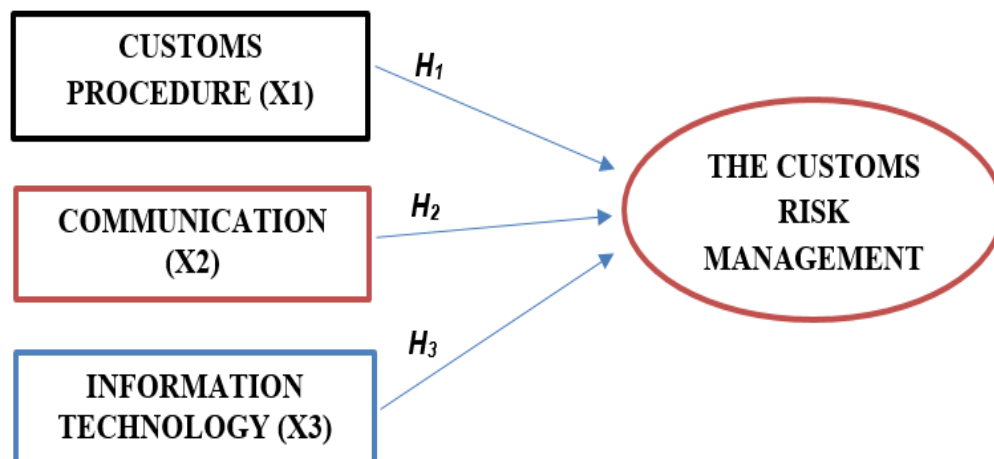 CUSTOMS
PROCEDURE (X1)
H1
COMMUNICATION
(X2)
H2
INFORMATION
TECHNOLOGY (X3)
H3
THE CUSTOMS
RISK
MANAGEMENT